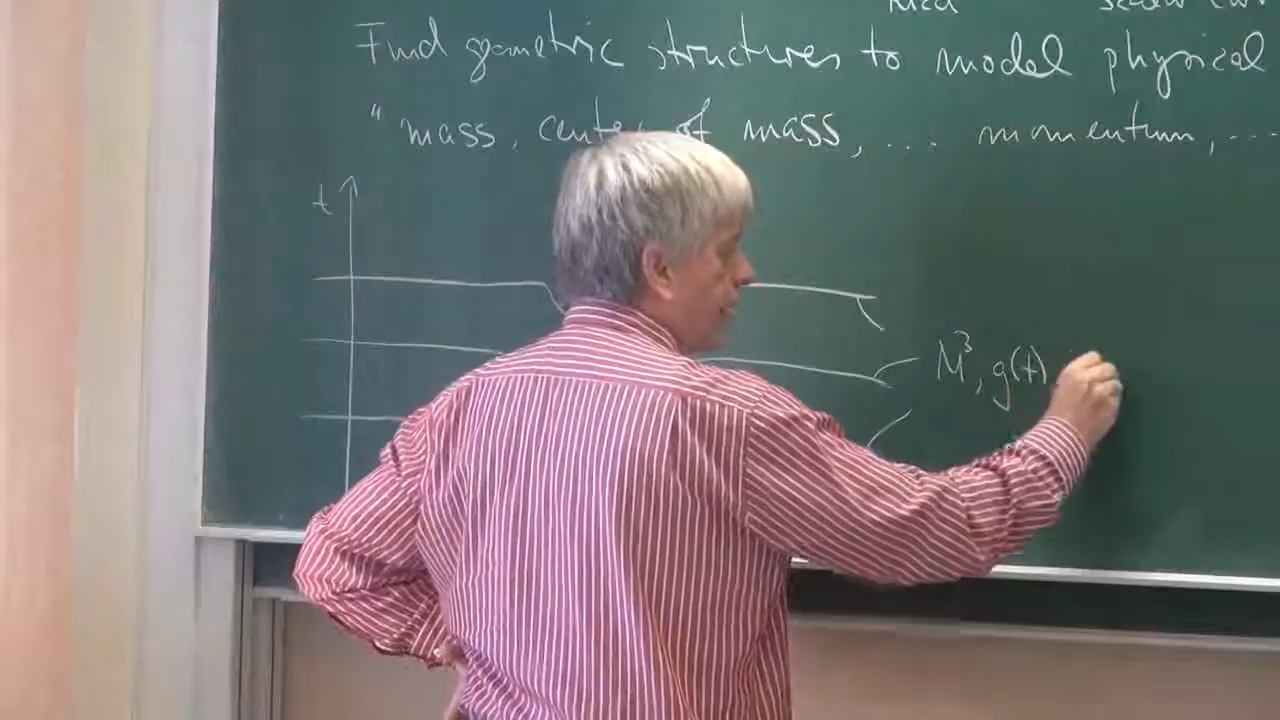 Find geometric structures to model physical
" mass, center of mass, ... momentum, ...
t
M³, g(t)